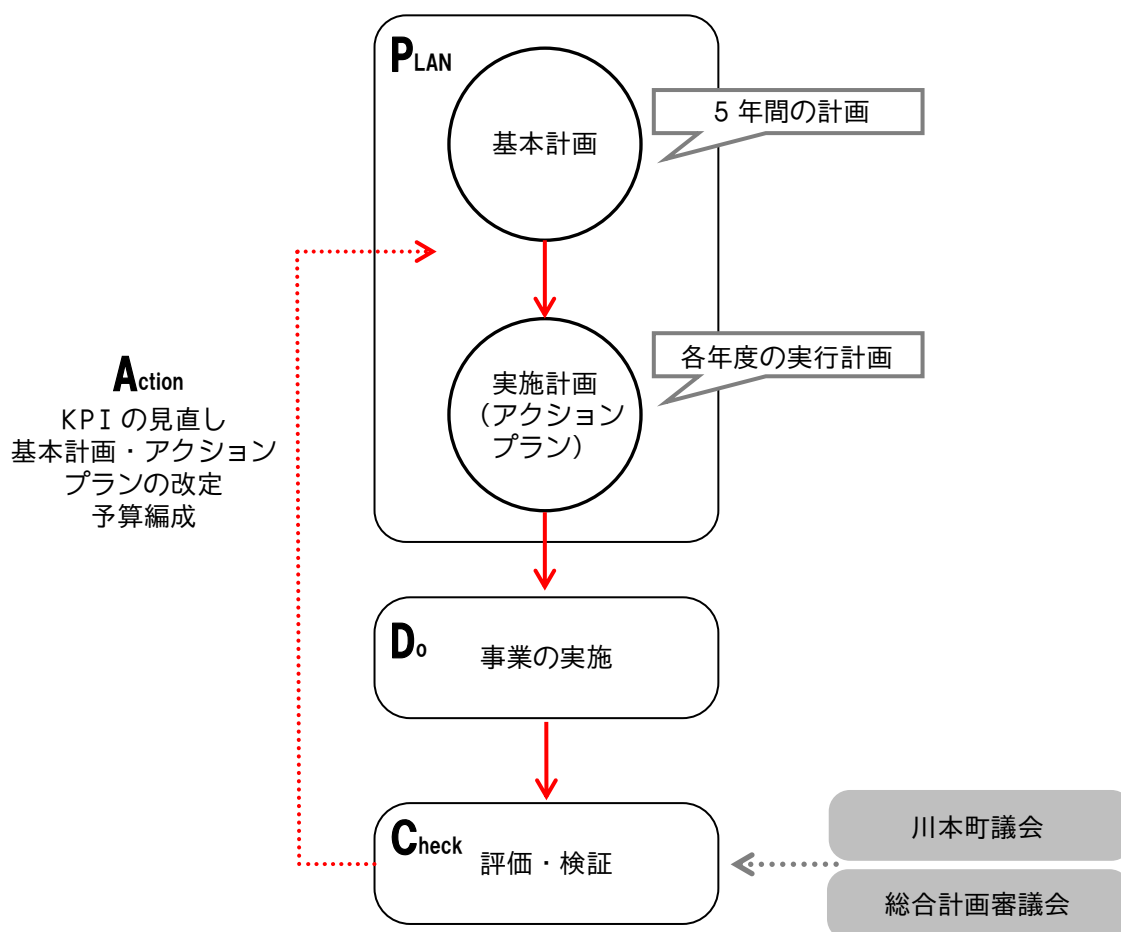 PLAN
基本計画
5 年間の計画
実施計画
（アクション
プラン）
各年度の実行計画
Action
KPI の見直し
基本計画・アクション
プランの改定
予算編成
Do
事業の実施
Check
評価・検証
川本町議会
総合計画審議会